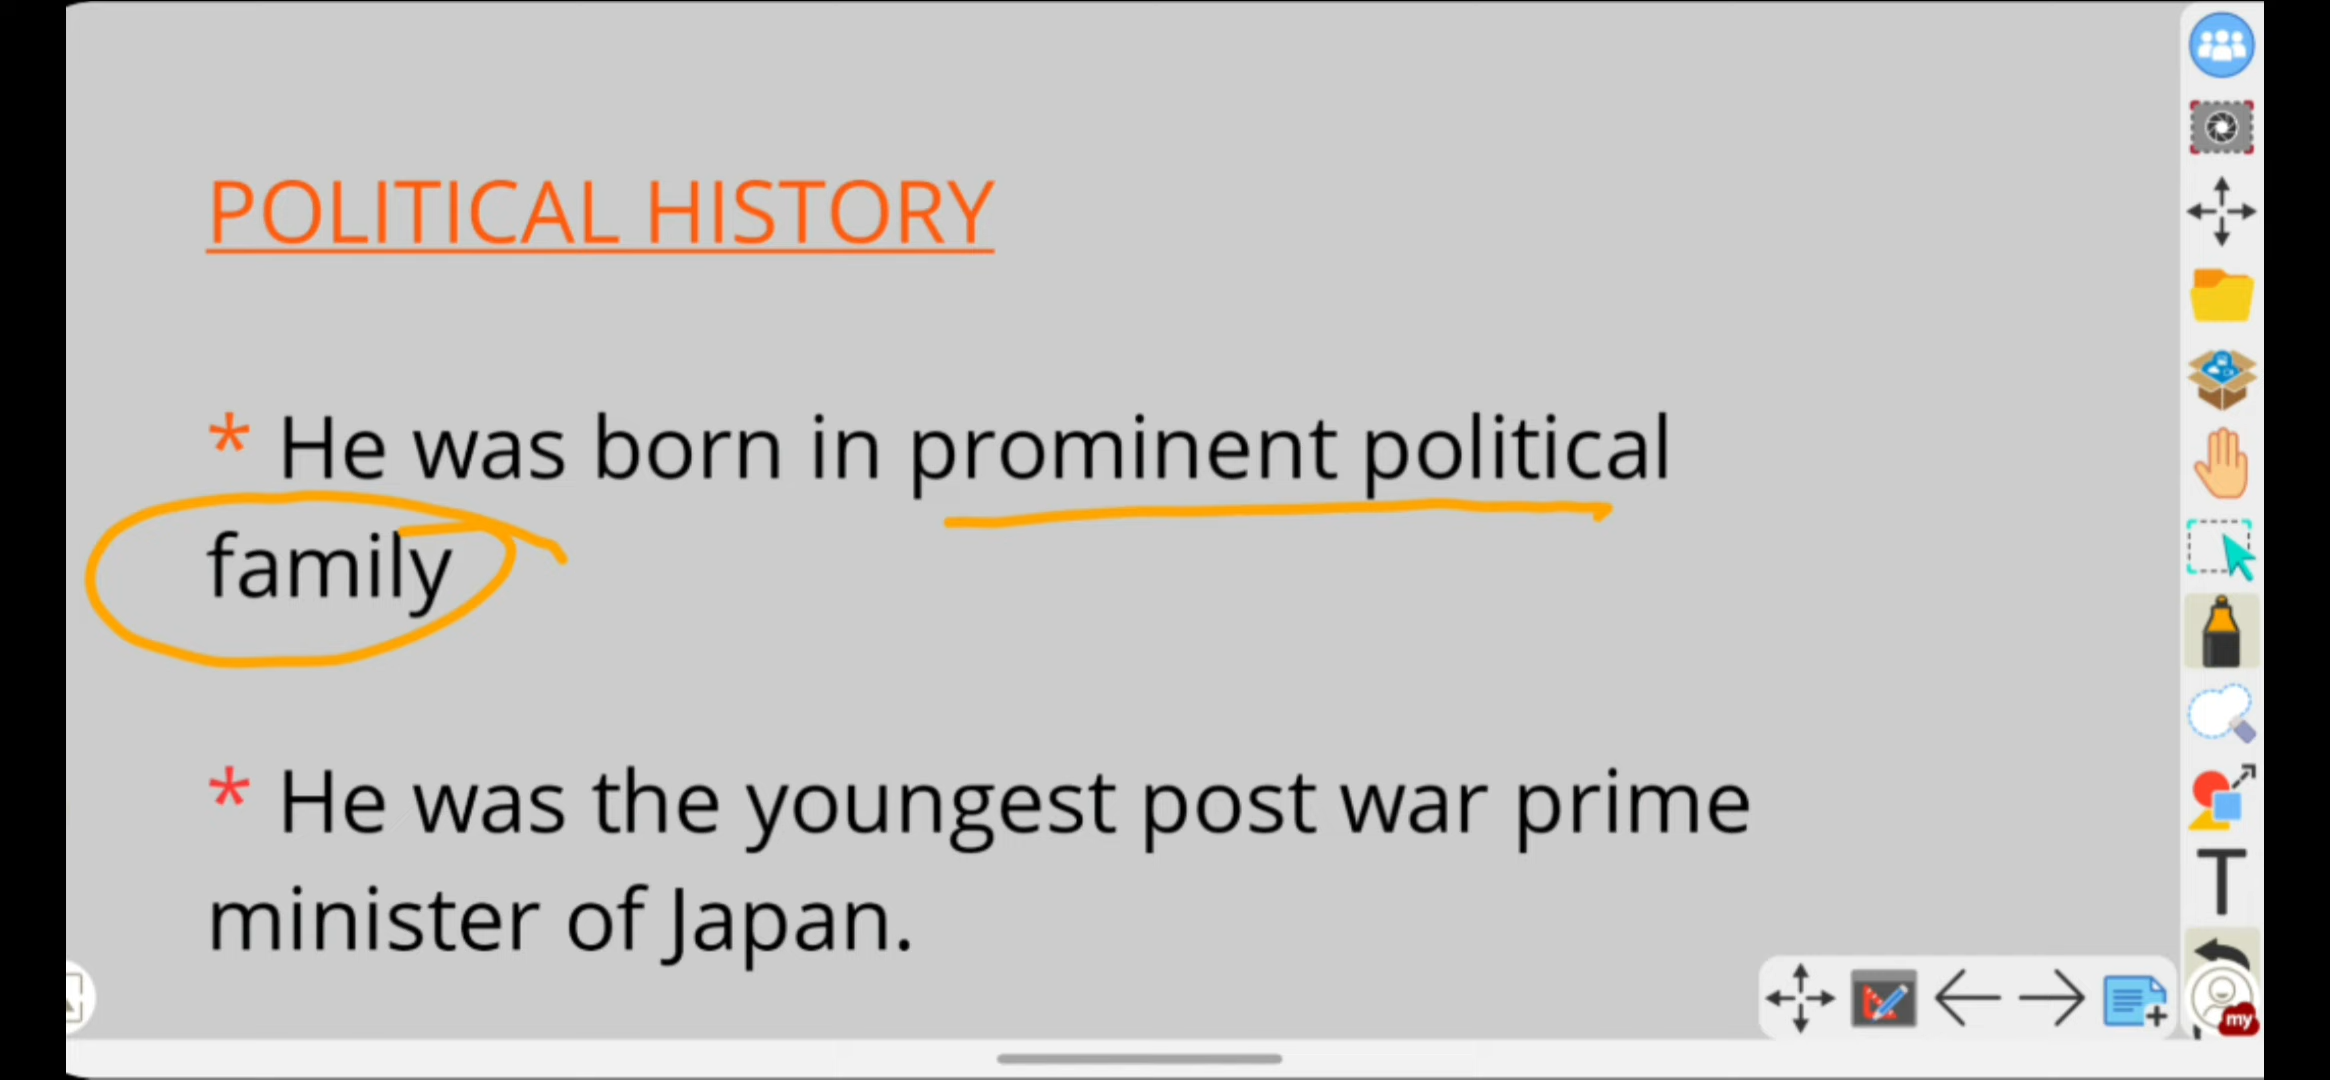 POLITICAL HISTORY
* He was born in prominent political
family
* He was the youngest post war prime
minister of Japan.
T
my